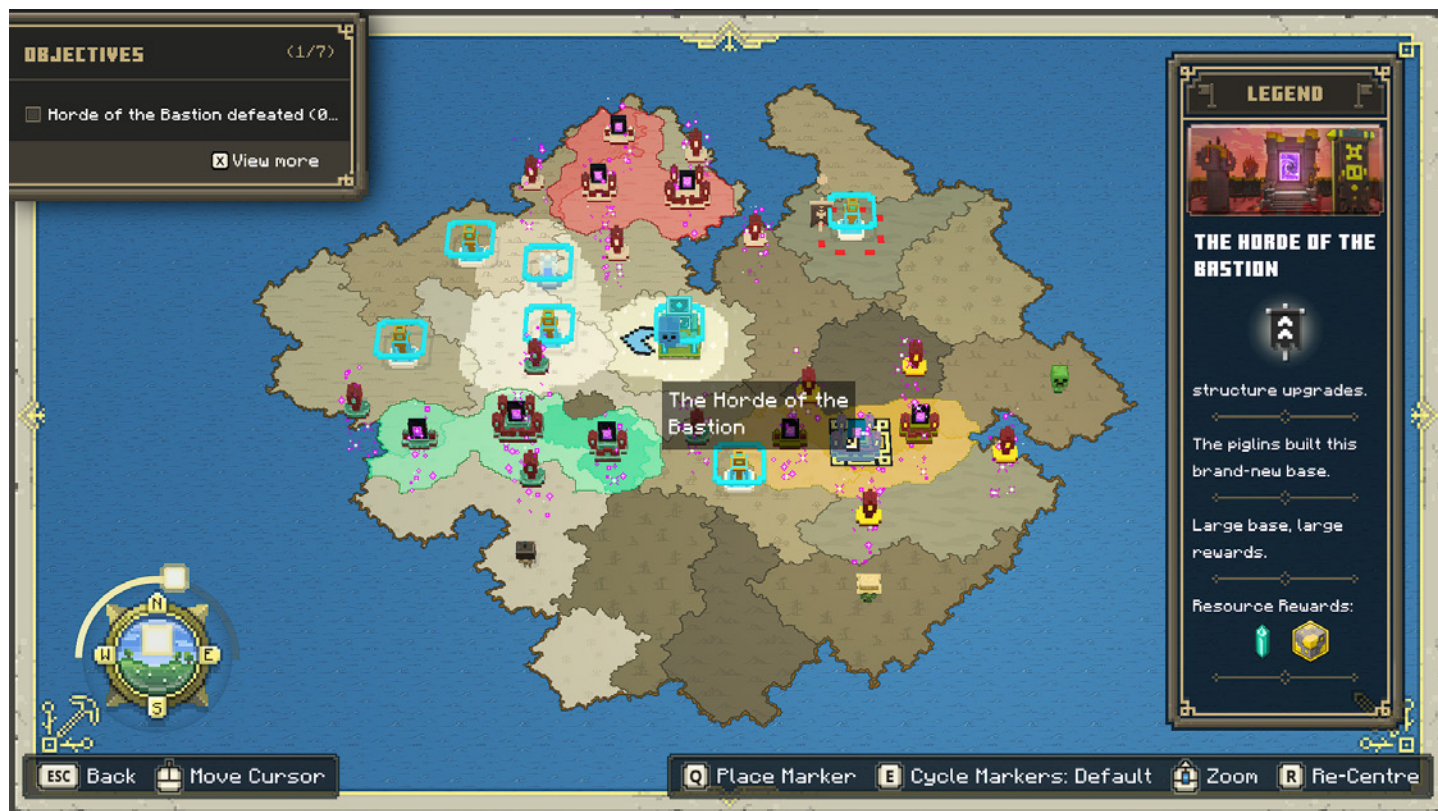 OBJECTIVES (1/7)
Horde of the Bastion defeated (0…
X View more
LEGEND
THE HORDE OF THE
BASTION
structure upgrades.
The piglins built this
brand-new base.
Large base, large
rewards.
Resource Rewards:
The Horde of the
Bastion
N
W E
S
ESC Back Move Cursor
Q Place Marker E Cycle Markers: Default Zoom R Re-Centre